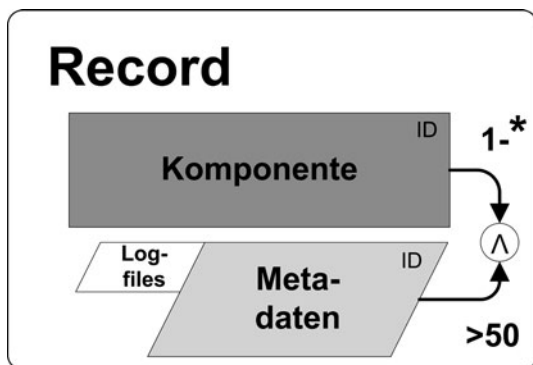 Record
ID
1-*
Komponente
Λ
Log-
files
ID
Meta-
daten
>50